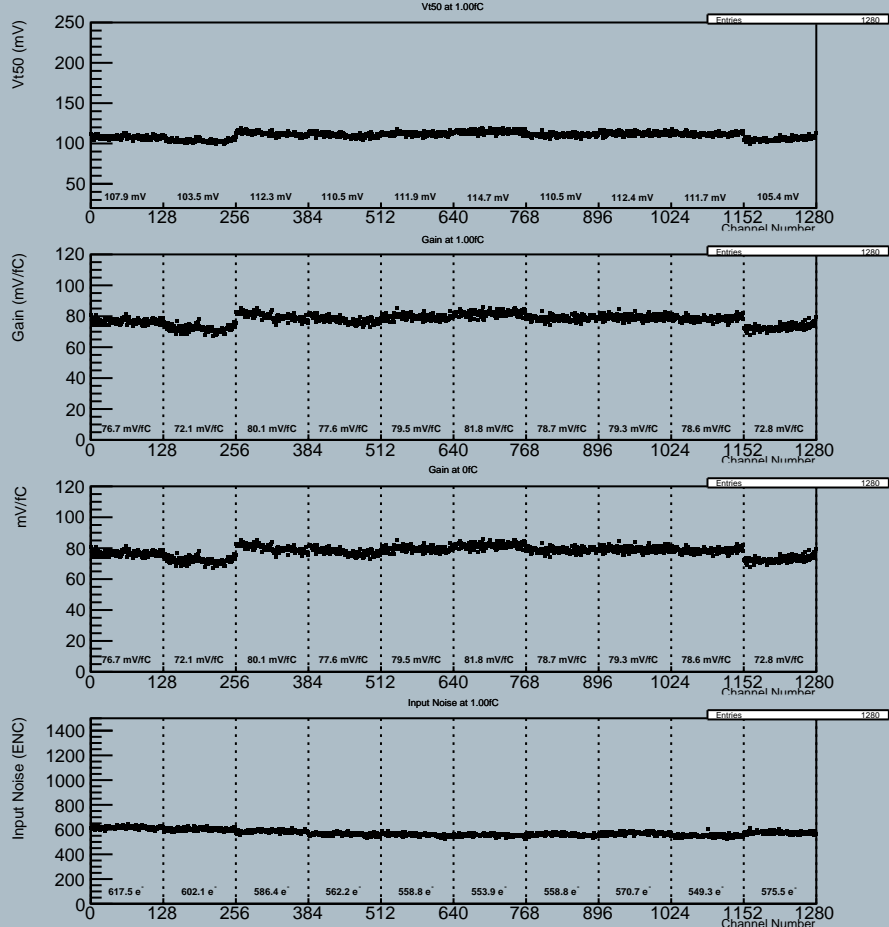 Vt50 at 1.00fC
Entries 1280
Vt50 (mV)
250
200
150
100
50
107.9 mV 103.5 mV 112.3 mV 110.5 mV 111.9 mV 114.7 mV 110.5 mV 112.4 mV 111.7 mV 105.4 mV
0 128 256 384 512 640 768 896 1024 1152 1280
Channel Number
Gain at 1.00fC
Entries 1280
Gain (mV/fC)
120
100
80
60
40
20
0
76.7 mV/fC 72.1 mV/fC 80.1 mV/fC 77.6 mV/fC 79.5 mV/fC 81.8 mV/fC 78.7 mV/fC 79.3 mV/fC 78.6 mV/fC 72.8 mV/fC
0 128 256 384 512 640 768 896 1024 1152 1280
Channel Number
Gain at 0fC
Entries 1280
mV/fC
120
100
80
60
40
20
0
76.7 mV/fC 72.1 mV/fC 80.1 mV/fC 77.6 mV/fC 79.5 mV/fC 81.8 mV/fC 78.7 mV/fC 79.3 mV/fC 78.6 mV/fC 72.8 mV/fC
0 128 256 384 512 640 768 896 1024 1152 1280
Channel Number
Input Noise at 1.00fC
Entries 1280
Input Noise (ENC)
1400
1200
1000
800
600
400
200
0
617.5 e⁻ 602.1 e⁻ 586.4 e⁻ 562.2 e⁻ 558.8 e⁻ 553.9 e⁻ 558.8 e⁻ 570.7 e⁻ 549.3 e⁻ 575.5 e⁻
0 128 256 384 512 640 768 896 1024 1152 1280
Channel Number